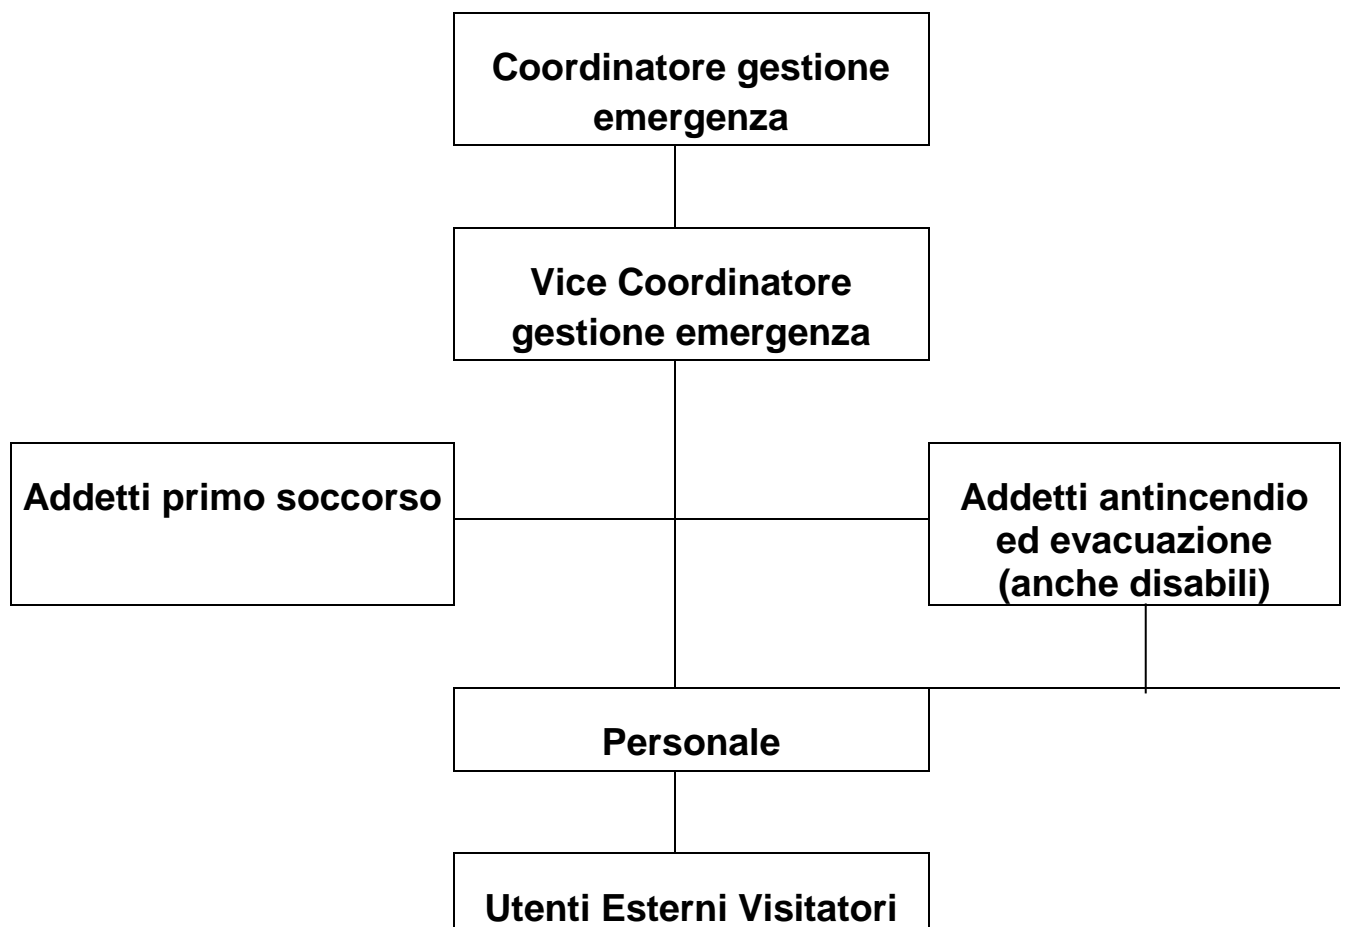 Coordinatore gestione
emergenza
Vice Coordinatore
gestione emergenza
Addetti primo soccorso
Addetti antincendio
ed evacuazione
(anche disabili)
Personale
Utenti Esterni Visitatori